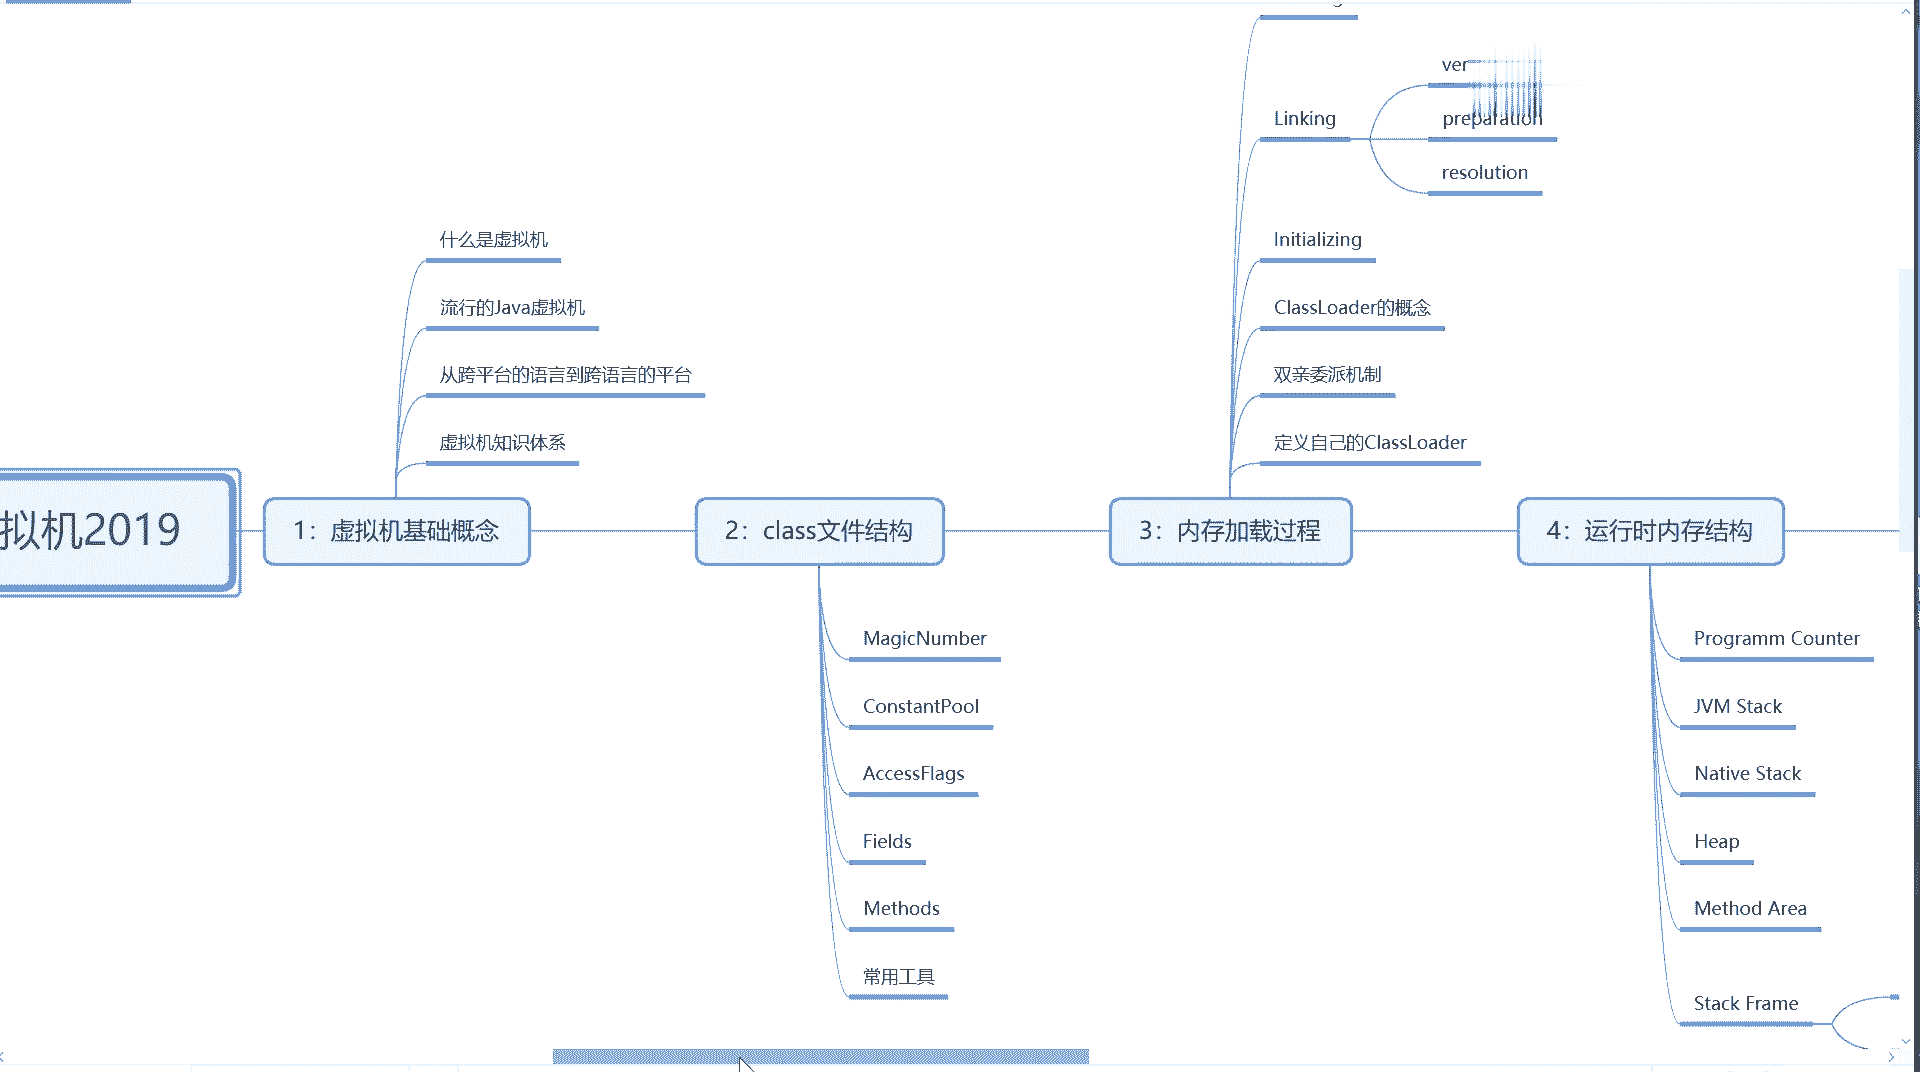 拟机2019
1：虚拟机基础概念
什么是虚拟机
流行的Java虚拟机
从跨平台的语言到跨语言的平台
虚拟机知识体系
2：class文件结构
MagicNumber
ConstantPool
AccessFlags
Fields
Methods
常用工具
3：内存加载过程
Linking
preparation
resolution
Initializing
ClassLoader的概念
双亲委派机制
定义自己的ClassLoader
4：运行时内存结构
Programm Counter
JVM Stack
Native Stack
Heap
Method Area
Stack Frame